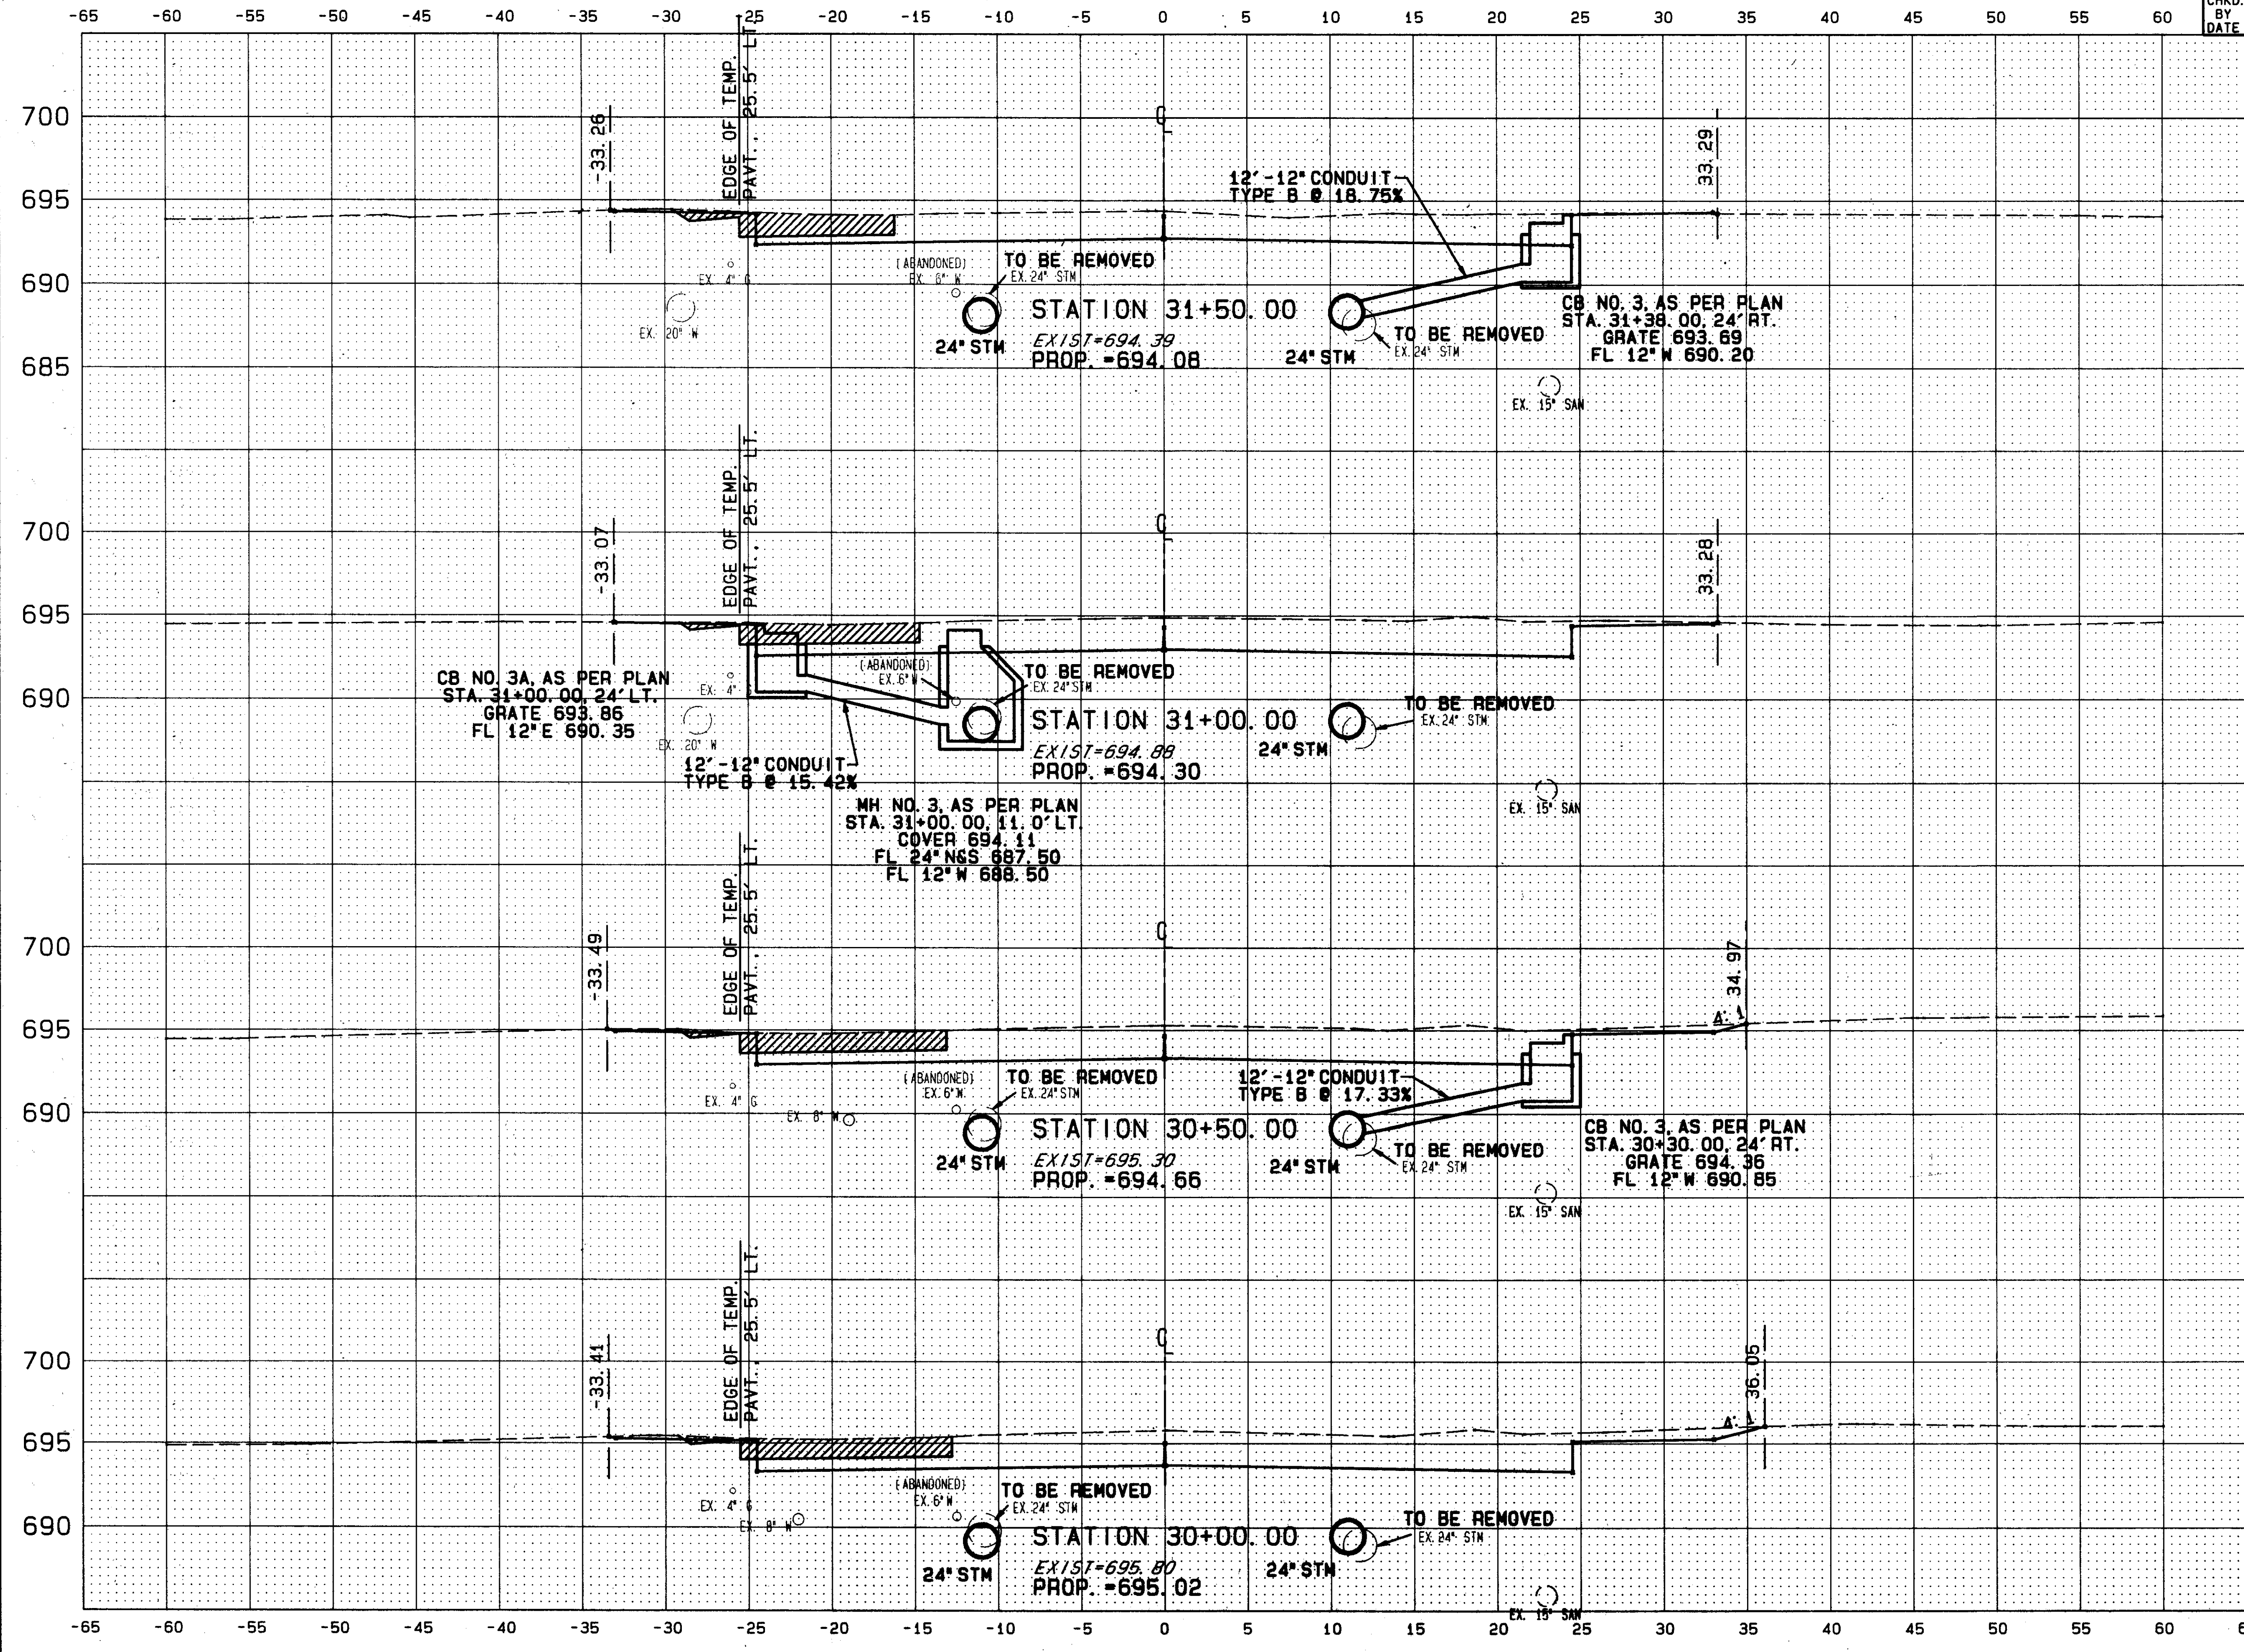 -65 -60 -55 -50 -45 -40 -35 -30 -25 -20 -15 -10 -5 0 5 10 15 20 25 30 35 40 45 50 55 60
CHKD.
BY
DATE
700
695
690
685
-33.26
EDGE OF TEMP.
PAVT., 25.5' LT.
33.29
12'-12" CONDUIT
TYPE B @ 18.75%
(ABANDONED)
EX. 6" W
TO BE REMOVED
EX. 24" STM
EX. 4" G
EX. 20" W
24" STM
STATION 31+50.00
EXIST=694.39
PROP.=694.08
24" STM
TO BE REMOVED
EX. 24" STM
CB NO. 3, AS PER PLAN
STA. 31+38.00, 24' RT.
GRATE 693.69
FL 12" W 690.20
EX. 15" SAN
700
695
690
-33.07
EDGE OF TEMP.
PAVT., 25.5' LT.
33.28
CB NO. 3A, AS PER PLAN
STA. 31+00.00, 24' LT.
GRATE 693.86
FL 12" E 690.35
EX. 4"
EX. 20" W
(ABANDONED)
EX. 6" W
TO BE REMOVED
EX. 24" STM
STATION 31+00.00
EXIST=694.88
PROP.=694.30
24" STM
TO BE REMOVED
EX. 24" STM
12'-12" CONDUIT
TYPE B @ 15.42%
MH NO. 3, AS PER PLAN
STA. 31+00.00, 11.0' LT.
COVER 694.11
FL 24" N&S 687.50
FL 12" W 688.50
EX. 15" SAN
700
695
690
-33.49
EDGE OF TEMP.
PAVT., 25.5' LT.
34.97
4:1
(ABANDONED)
EX. 6" W
TO BE REMOVED
EX. 24" STM
EX. 4" G
EX. 8" W
24" STM
STATION 30+50.00
EXIST=695.30
PROP.=694.66
12'-12" CONDUIT
TYPE B @ 17.33%
24" STM
TO BE REMOVED
EX. 24" STM
CB NO. 3, AS PER PLAN
STA. 30+30.00, 24' RT.
GRATE 694.36
FL 12" W 690.85
EX. 15" SAN
700
695
690
-33.41
EDGE OF TEMP.
PAVT., 25.5' LT.
36.05
4:1
(ABANDONED)
EX. 6" W
TO BE REMOVED
EX. 24" STM
EX. 4" G
EX. 8" W
24" STM
STATION 30+00.00
EXIST=695.80
PROP.=695.02
24" STM
TO BE REMOVED
EX. 24" STM
EX. 15" SAN
-65 -60 -55 -50 -45 -40 -35 -30 -25 -20 -15 -10 -5 0 5 10 15 20 25 30 35 40 45 50 55 60